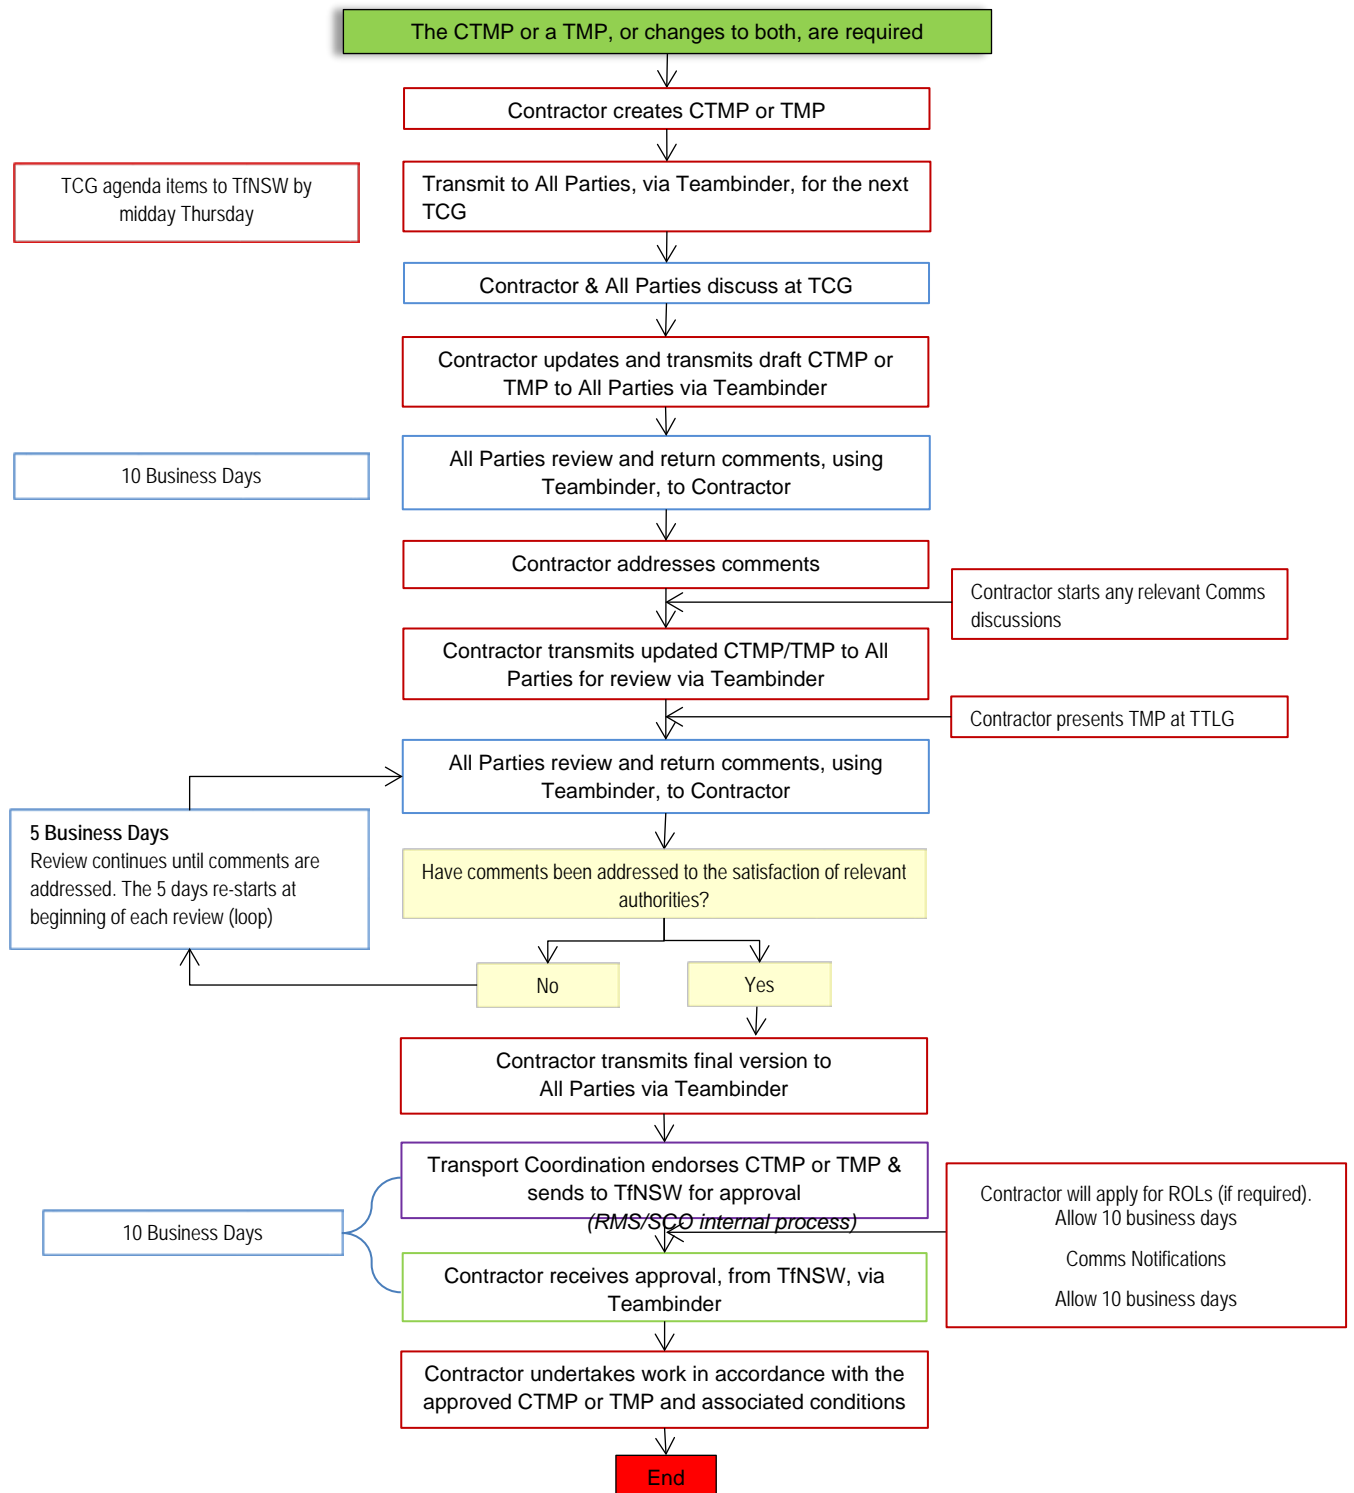 The CTMP or a TMP, or changes to both, are required
Contractor creates CTMP or TMP
TCG agenda items to TfNSW by
midday Thursday
Transmit to All Parties, via Teambinder, for the next
TCG
Contractor & All Parties discuss at TCG
Contractor updates and transmits draft CTMP or
TMP to All Parties via Teambinder
10 Business Days
All Parties review and return comments, using
Teambinder, to Contractor
Contractor addresses comments
Contractor starts any relevant Comms
discussions
Contractor transmits updated CTMP/TMP to All
Parties for review via Teambinder
Contractor presents TMP at TTLG
All Parties review and return comments, using
Teambinder, to Contractor
5 Business Days
Review continues until comments are
addressed. The 5 days re-starts at
beginning of each review (loop)
Have comments been addressed to the satisfaction of relevant
authorities?
No
Yes
Contractor transmits final version to
All Parties via Teambinder
Transport Coordination endorses CTMP or TMP &
sends to TfNSW for approval
(RMS/SCO internal process)
10 Business Days
Contractor will apply for ROLs (if required).
Allow 10 business days
Comms Notifications
Allow 10 business days
Contractor receives approval, from TfNSW, via
Teambinder
Contractor undertakes work in accordance with the
approved CTMP or TMP and associated conditions
End